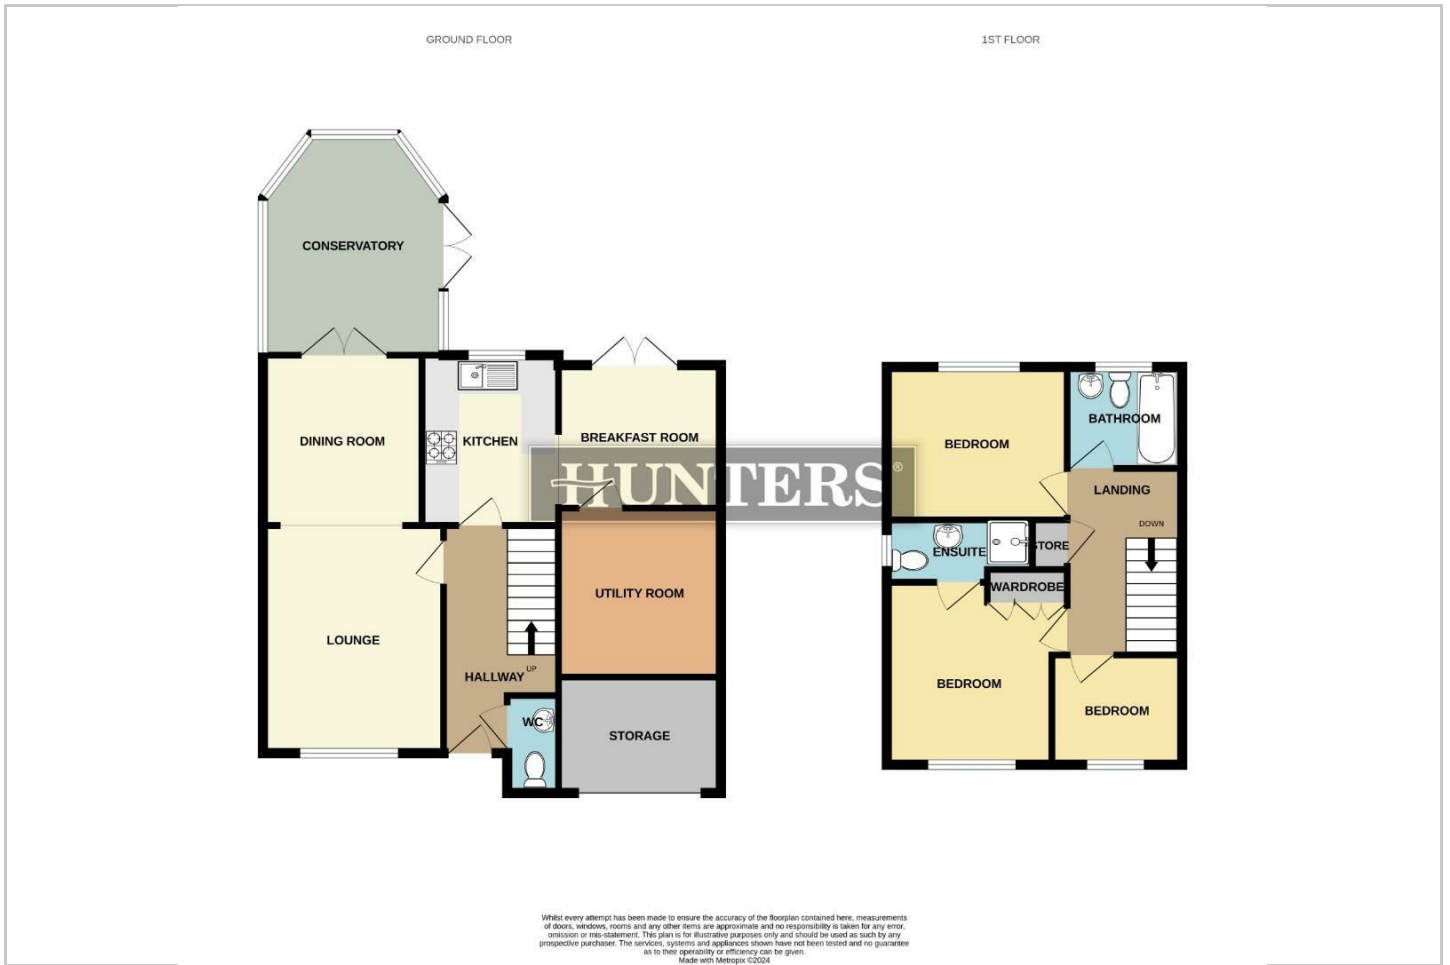 GROUND FLOOR
1ST FLOOR
CONSERVATORY
DINING ROOM
KITCHEN
BREAKFAST ROOM
HUNTERS®
LOUNGE
UTILITY ROOM
HALLWAY
UP
WC
STORAGE
BEDROOM
BATHROOM
LANDING
DOWN
ENSUITE
STORE
WARDROBE
BEDROOM
BEDROOM
Whilst every attempt has been made to ensure the accuracy of the floorplan contained here, measurements
of doors, windows, rooms and any other items are approximate and no responsibility is taken for any error,
omission or mis-statement. This plan is for illustrative purposes only and should be used as such by any
prospective purchaser. The services, systems and appliances shown have not been tested and no guarantee
as to their operability or efficiency can be given.
Made with Metropix ©2024